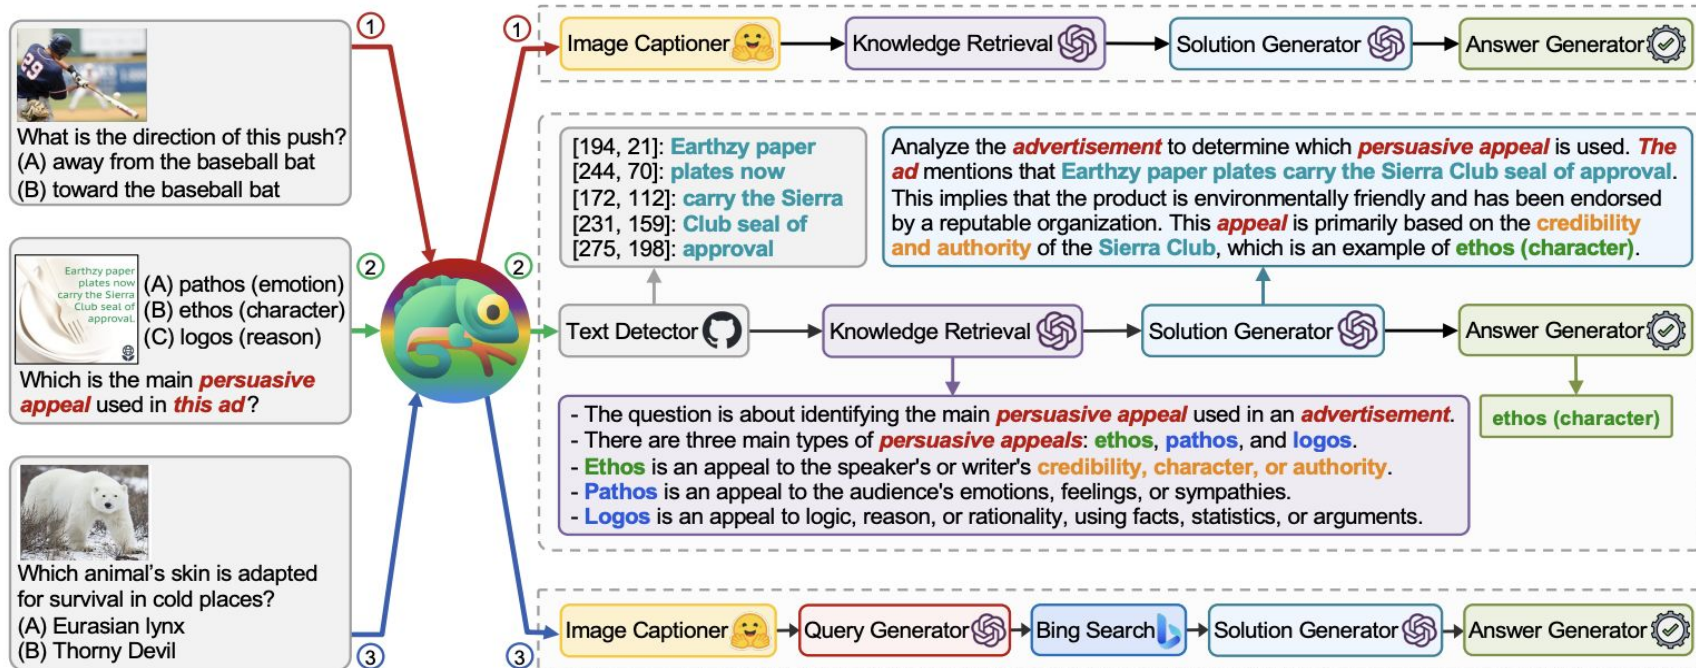 What is the direction of this push?
(A) away from the baseball bat
(B) toward the baseball bat
29
Earthzy paper
plates now
carry the Sierra
Club seal of
approval.
(A) pathos (emotion)
(B) ethos (character)
(C) logos (reason)
Which is the main persuasive
appeal used in this ad?
Which animal's skin is adapted
for survival in cold places?
(A) Eurasian lynx
(B) Thorny Devil
1
2
3
1
Image Captioner
Knowledge Retrieval
Solution Generator
Answer Generator
2
[194, 21]: Earthzy paper
[244, 70]: plates now
[172, 112]: carry the Sierra
[231, 159]: Club seal of
[275, 198]: approval
Analyze the advertisement to determine which persuasive appeal is used. The
ad mentions that Earthzy paper plates carry the Sierra Club seal of approval.
This implies that the product is environmentally friendly and has been endorsed
by a reputable organization. This appeal is primarily based on the credibility
and authority of the Sierra Club, which is an example of ethos (character).
Text Detector
Knowledge Retrieval
Solution Generator
Answer Generator
- The question is about identifying the main persuasive appeal used in an advertisement.
- There are three main types of persuasive appeals: ethos, pathos, and logos.
- Ethos is an appeal to the speaker's or writer's credibility, character, or authority.
- Pathos is an appeal to the audience's emotions, feelings, or sympathies.
- Logos is an appeal to logic, reason, or rationality, using facts, statistics, or arguments.
ethos (character)
3
Image Captioner
Query Generator
Bing Search
Solution Generator
Answer Generator